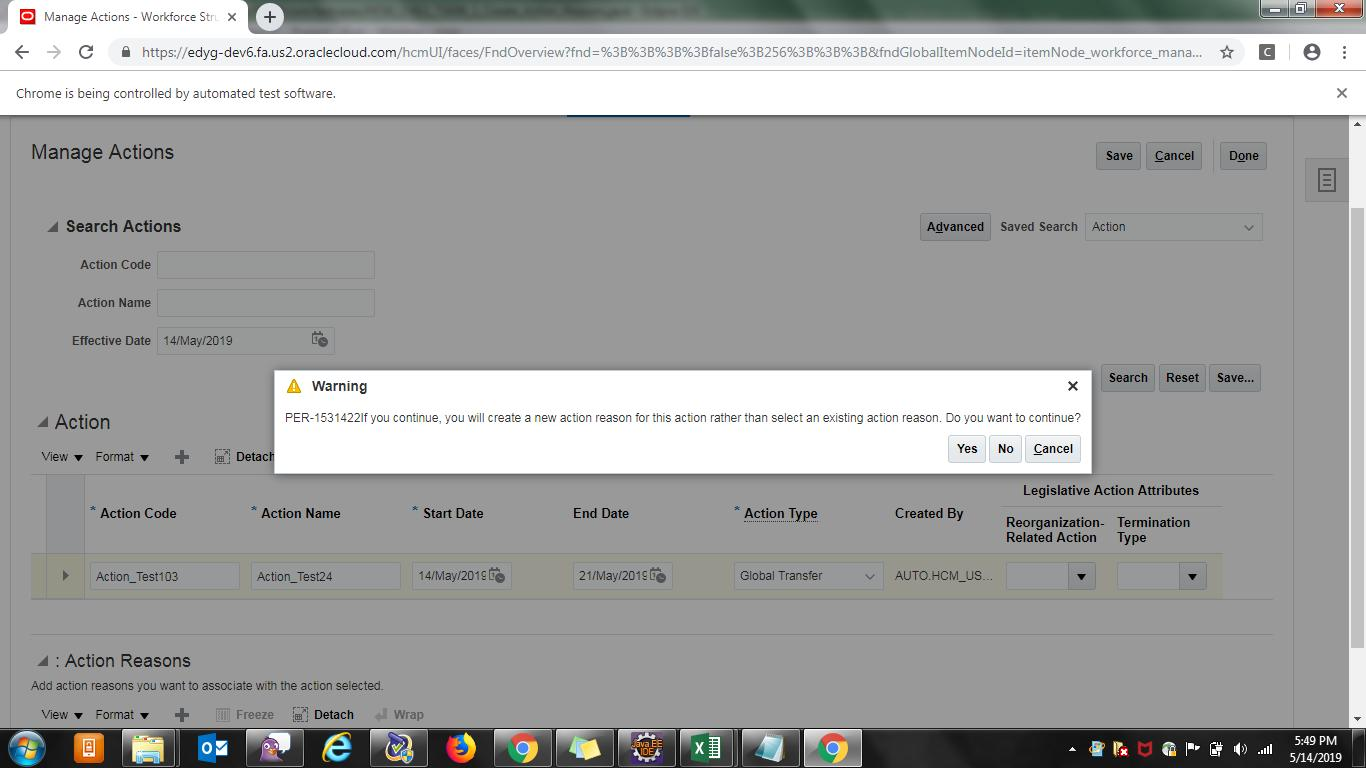 Manage Actions - Workforce Stru
https://edyg-dev6.fa.us2.oraclecloud.com/hcmUI/faces/FndOverview?fnd=%3B%3B%3B%3Bfalse%3B256%3B%3B%3B&fndGlobalItemNodeId=itemNode_workforce_mana...
C
Chrome is being controlled by automated test software.
Manage Actions
Save Cancel Done
Search Actions
Advanced Saved Search Action
Action Code
Action Name
Effective Date 14/May/2019
Search Reset Save...
Warning
PER-1531422If you continue, you will create a new action reason for this action rather than select an existing action reason. Do you want to continue?
Yes No Cancel
Action
View Format Detach
Legislative Action Attributes
* Action Code * Action Name * Start Date End Date * Action Type Created By Reorganization-Related Action Termination Type
Action_Test103 Action_Test24 14/May/2019 21/May/2019 Global Transfer AUTO.HCM_US...
: Action Reasons
Add action reasons you want to associate with the action selected.
View Format Freeze Detach Wrap
Java EE
IDE
5:49 PM
5/14/2019